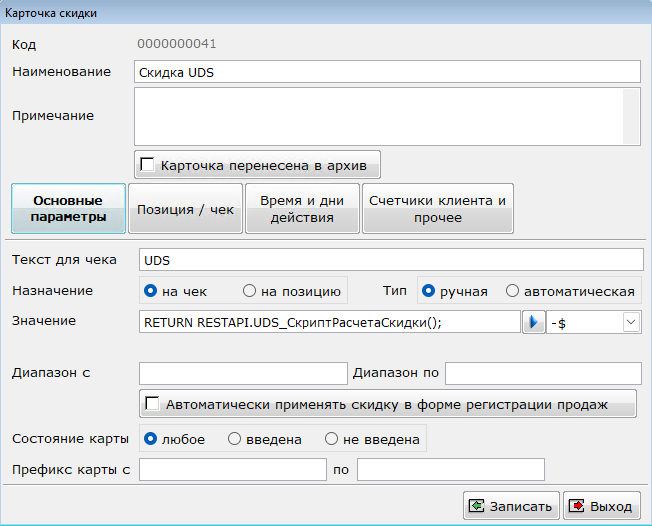 Карточка скидки
Код 0000000041
Наименование Скидка UDS
Примечание
Карточка перенесена в архив
Основные параметры
Позиция / чек
Время и дни действия
Счетчики клиента и прочее
Текст для чека UDS
Назначение на чек на позицию Тип ручная автоматическая
Значение RETURN RESTAPI.UDS_СкриптРасчетаСкидки(); -$
Диапазон с Диапазон по
Автоматически применять скидку в форме регистрации продаж
Состояние карты любое введена не введена
Префикс карты с по
Записать Выход